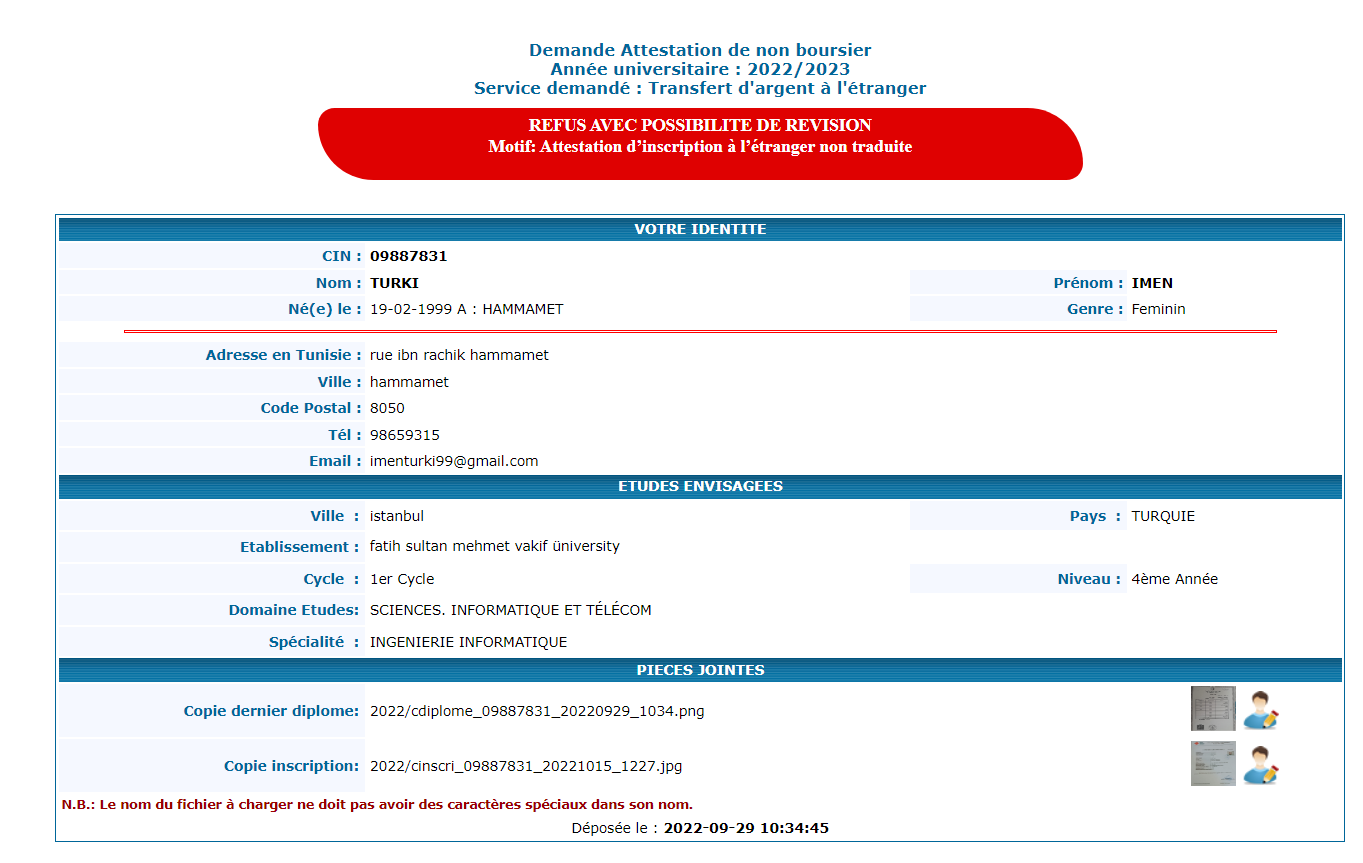 Demande Attestation de non boursier
Année universitaire : 2022/2023
Service demandé : Transfert d'argent à l'étranger
REFUS AVEC POSSIBILITE DE REVISION
Motif: Attestation d’inscription à l’étranger non traduite
VOTRE IDENTITE
CIN : 09887831
Nom : TURKI Prénom : IMEN
Né(e) le : 19-02-1999 A : HAMMAMET Genre : Feminin
Adresse en Tunisie : rue ibn rachik hammamet
Ville : hammamet
Code Postal : 8050
Tél : 98659315
Email : imenturki99@gmail.com
ETUDES ENVISAGEES
Ville : istanbul Pays : TURQUIE
Etablissement : fatih sultan mehmet vakif üniversity
Cycle : 1er Cycle Niveau : 4ème Année
Domaine Etudes: SCIENCES. INFORMATIQUE ET TÉLÉCOM
Spécialité : INGENIERIE INFORMATIQUE
PIECES JOINTES
Copie dernier diplome: 2022/cdiplome_09887831_20220929_1034.png
Copie inscription: 2022/cinscri_09887831_20221015_1227.jpg
N.B.: Le nom du fichier à charger ne doit pas avoir des caractères spéciaux dans son nom.
Déposée le : 2022-09-29 10:34:45